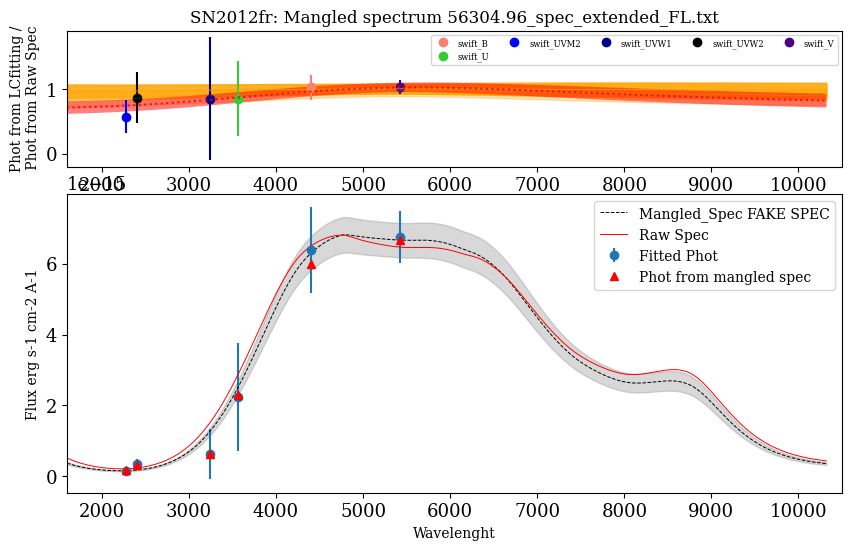 SN2012fr: Mangled spectrum 56304.96_spec_extended_FL.txt
Phot from LCfitting /
Phot from Raw Spec
swift_B swift_UVM2 swift_UVW1 swift_UVW2 swift_V
swift_U
1
0
2000 3000 4000 5000 6000 7000 8000 9000 10000
1e−15
Mangled_Spec FAKE SPEC
Raw Spec
Fitted Phot
Phot from mangled spec
Flux erg s-1 cm-2 A-1
6
4
2
0
2000 3000 4000 5000 6000 7000 8000 9000 10000
Wavelenght